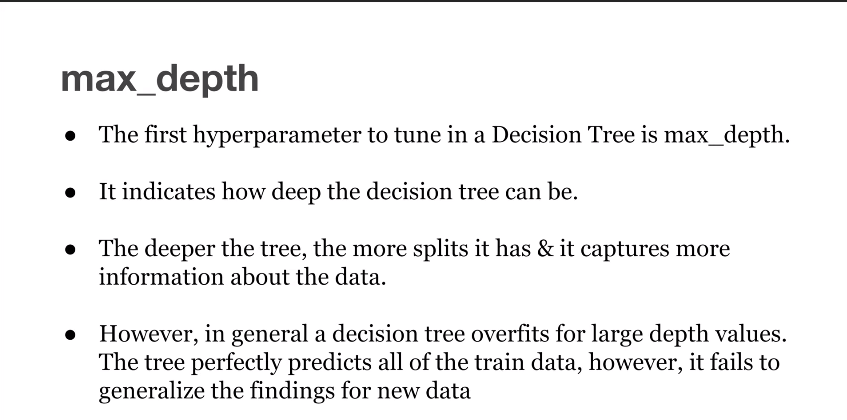 max_depth
● The first hyperparameter to tune in a Decision Tree is max_depth.
● It indicates how deep the decision tree can be.
● The deeper the tree, the more splits it has & it captures more
information about the data.
● However, in general a decision tree overfits for large depth values.
The tree perfectly predicts all of the train data, however, it fails to
generalize the findings for new data